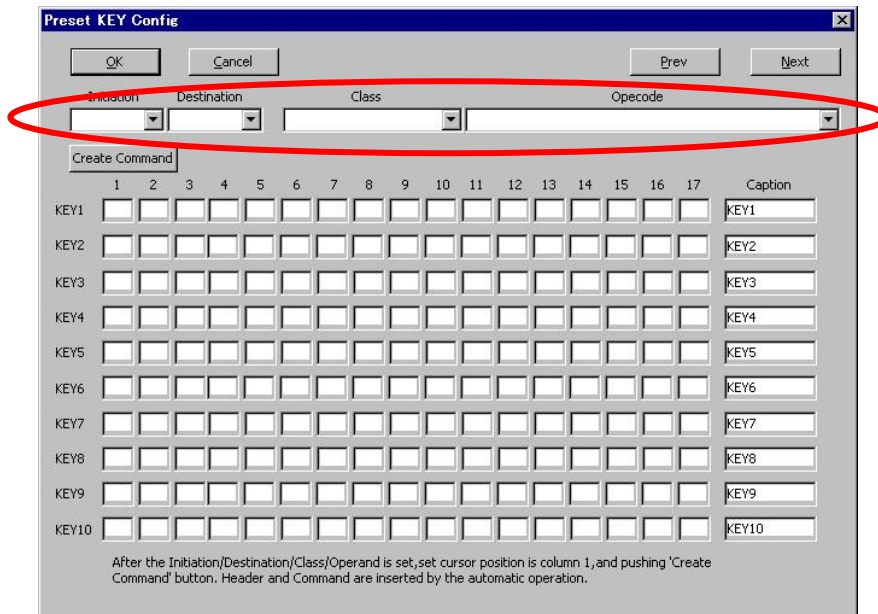 Preset KEY Config
OK Cancel Prev Next
Initiation Destination Class Opecode
Create Command
1 2 3 4 5 6 7 8 9 10 11 12 13 14 15 16 17 Caption
KEY1 KEY1
KEY2 KEY2
KEY3 KEY3
KEY4 KEY4
KEY5 KEY5
KEY6 KEY6
KEY7 KEY7
KEY8 KEY8
KEY9 KEY9
KEY10 KEY10
After the Initiation/Destination/Class/Operand is set,set cursor position is column 1,and pushing 'Create
Command' button. Header and Command are inserted by the automatic operation.